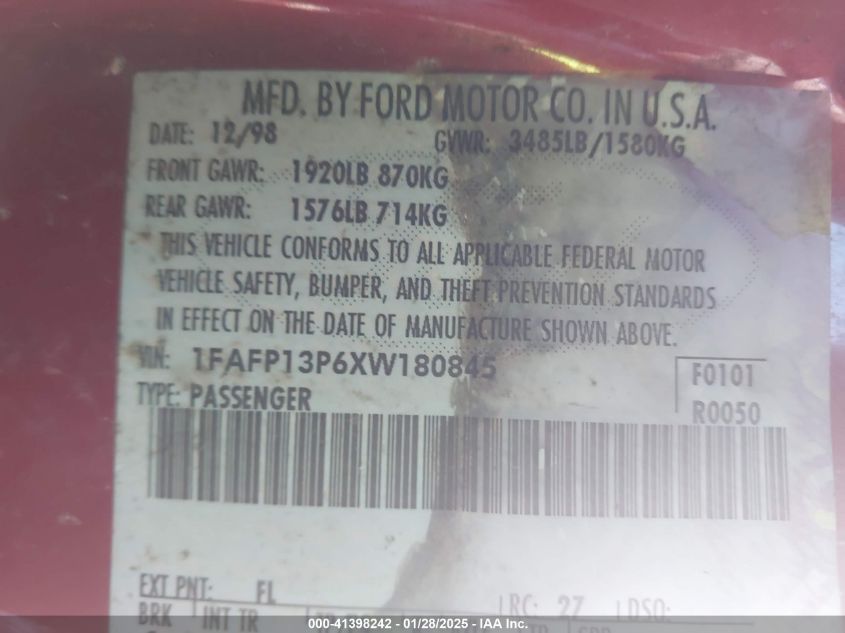 MFD. BY FORD MOTOR CO. IN U.S.A.
DATE: 12/98 GVWR: 3485LB/1580KG
FRONT GAWR: 1920LB 870KG
REAR GAWR: 1576LB 714KG
THIS VEHICLE CONFORMS TO ALL APPLICABLE FEDERAL MOTOR
VEHICLE SAFETY, BUMPER, AND THEFT PREVENTION STANDARDS
IN EFFECT ON THE DATE OF MANUFACTURE SHOWN ABOVE.
VIN: 1FAFP13P6XW180845
F0101
TYPE: PASSENGER
R0050
EXT PNT: FL RC: 27 DSO:
BRK INT TR
000-41398242 - 01/28/2025 - IAA Inc.